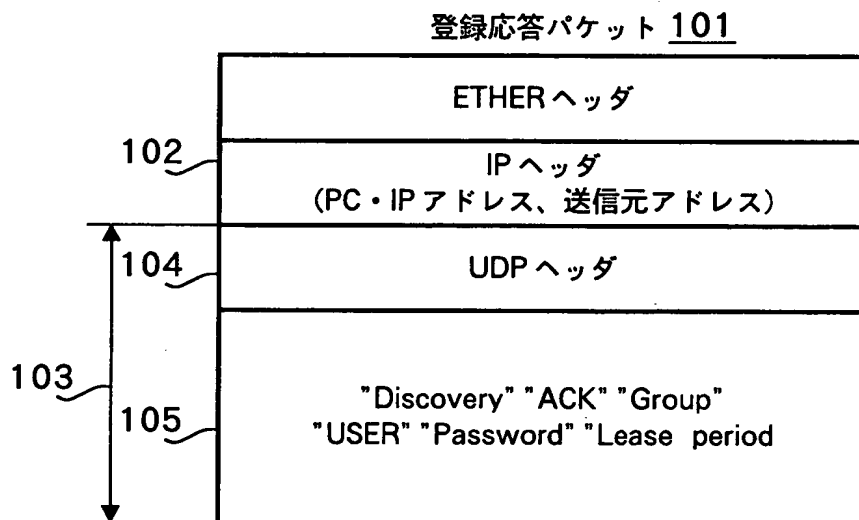 登録応答パケット 101
ETHERヘッダ
102
IPヘッダ
(PC・IPアドレス、送信元アドレス)
104
UDPヘッダ
103
105
"Discovery" "ACK" "Group"
"USER" "Password" "Lease period